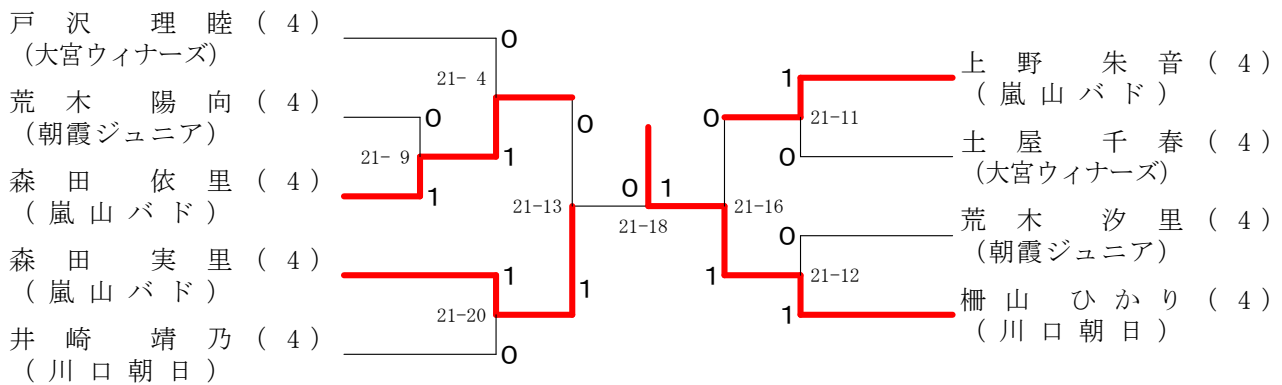 戸沢 理睦(4)
(大宮ウィナーズ)
0
21- 4
荒木 陽向(4)
(朝霞ジュニア)
0
0
21- 9
1
森田 依里(4)
(嵐山バド)
1
21-13
森田 実里(4)
(嵐山バド)
1
1
21-20
井崎 靖乃(4)
(川口朝日)
0
0
1
21-18
上野 朱音(4)
(嵐山バド)
1
0
21-11
土屋 千春(4)
(大宮ウィナーズ)
0
21-16
荒木 汐里(4)
(朝霞ジュニア)
0
1
21-12
柵山 ひかり(4)
(川口朝日)
1